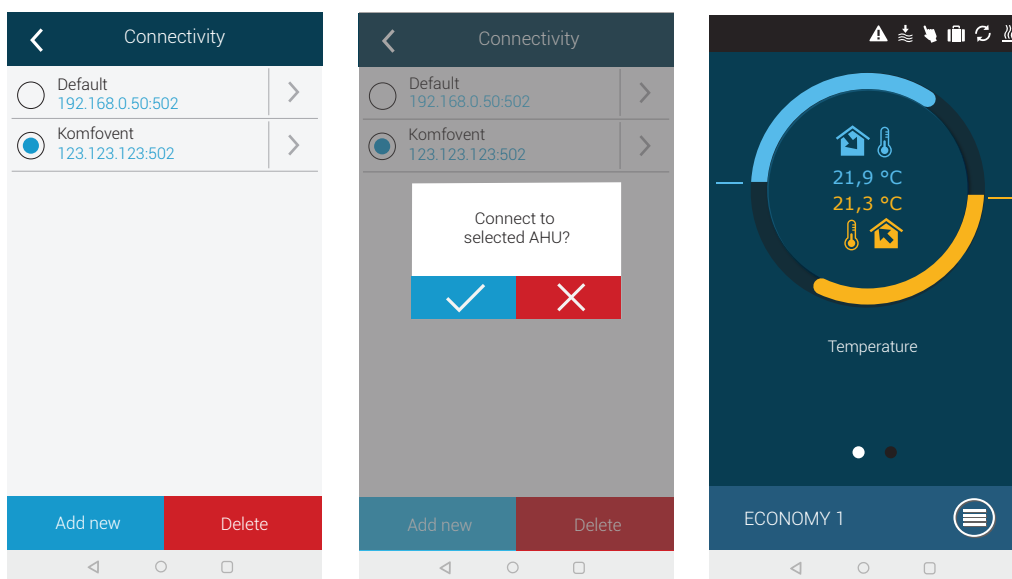 Connectivity
Default
192.168.0.50:502
Komfovent
123.123.123:502
Add new
Delete
Connectivity
Default
192.168.0.50:502
Komfovent
123.123.123:502
Connect to
selected AHU?
Add new
Delete
21,9 °C
21,3 °C
Temperature
ECONOMY 1